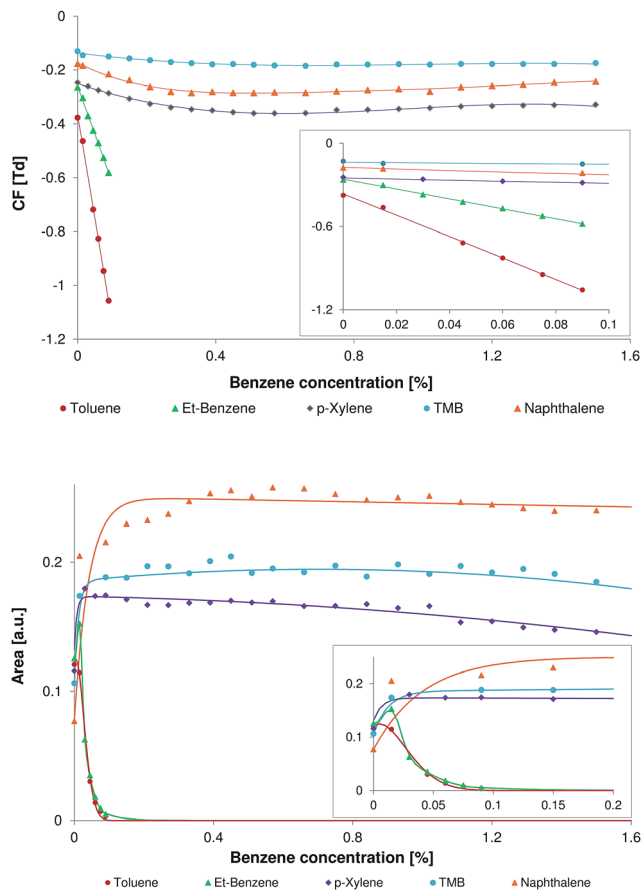 0
-0.2
-0.4
-0.6
-0.8
-1
-1.2
CF [Td]
0
-0.6
-1.2
0 0.02 0.04 0.06 0.08 0.1
0 0.4 0.8 1.2 1.6
Benzene concentration [%]
Toluene Et-Benzene p-Xylene TMB Naphthalene
0.2
0.1
0
Area [a.u.]
0.2
0.1
0
0 0.05 0.1 0.15 0.2
0 0.4 0.8 1.2 1.6
Benzene concentration [%]
Toluene Et-Benzene p-Xylene TMB Naphthalene